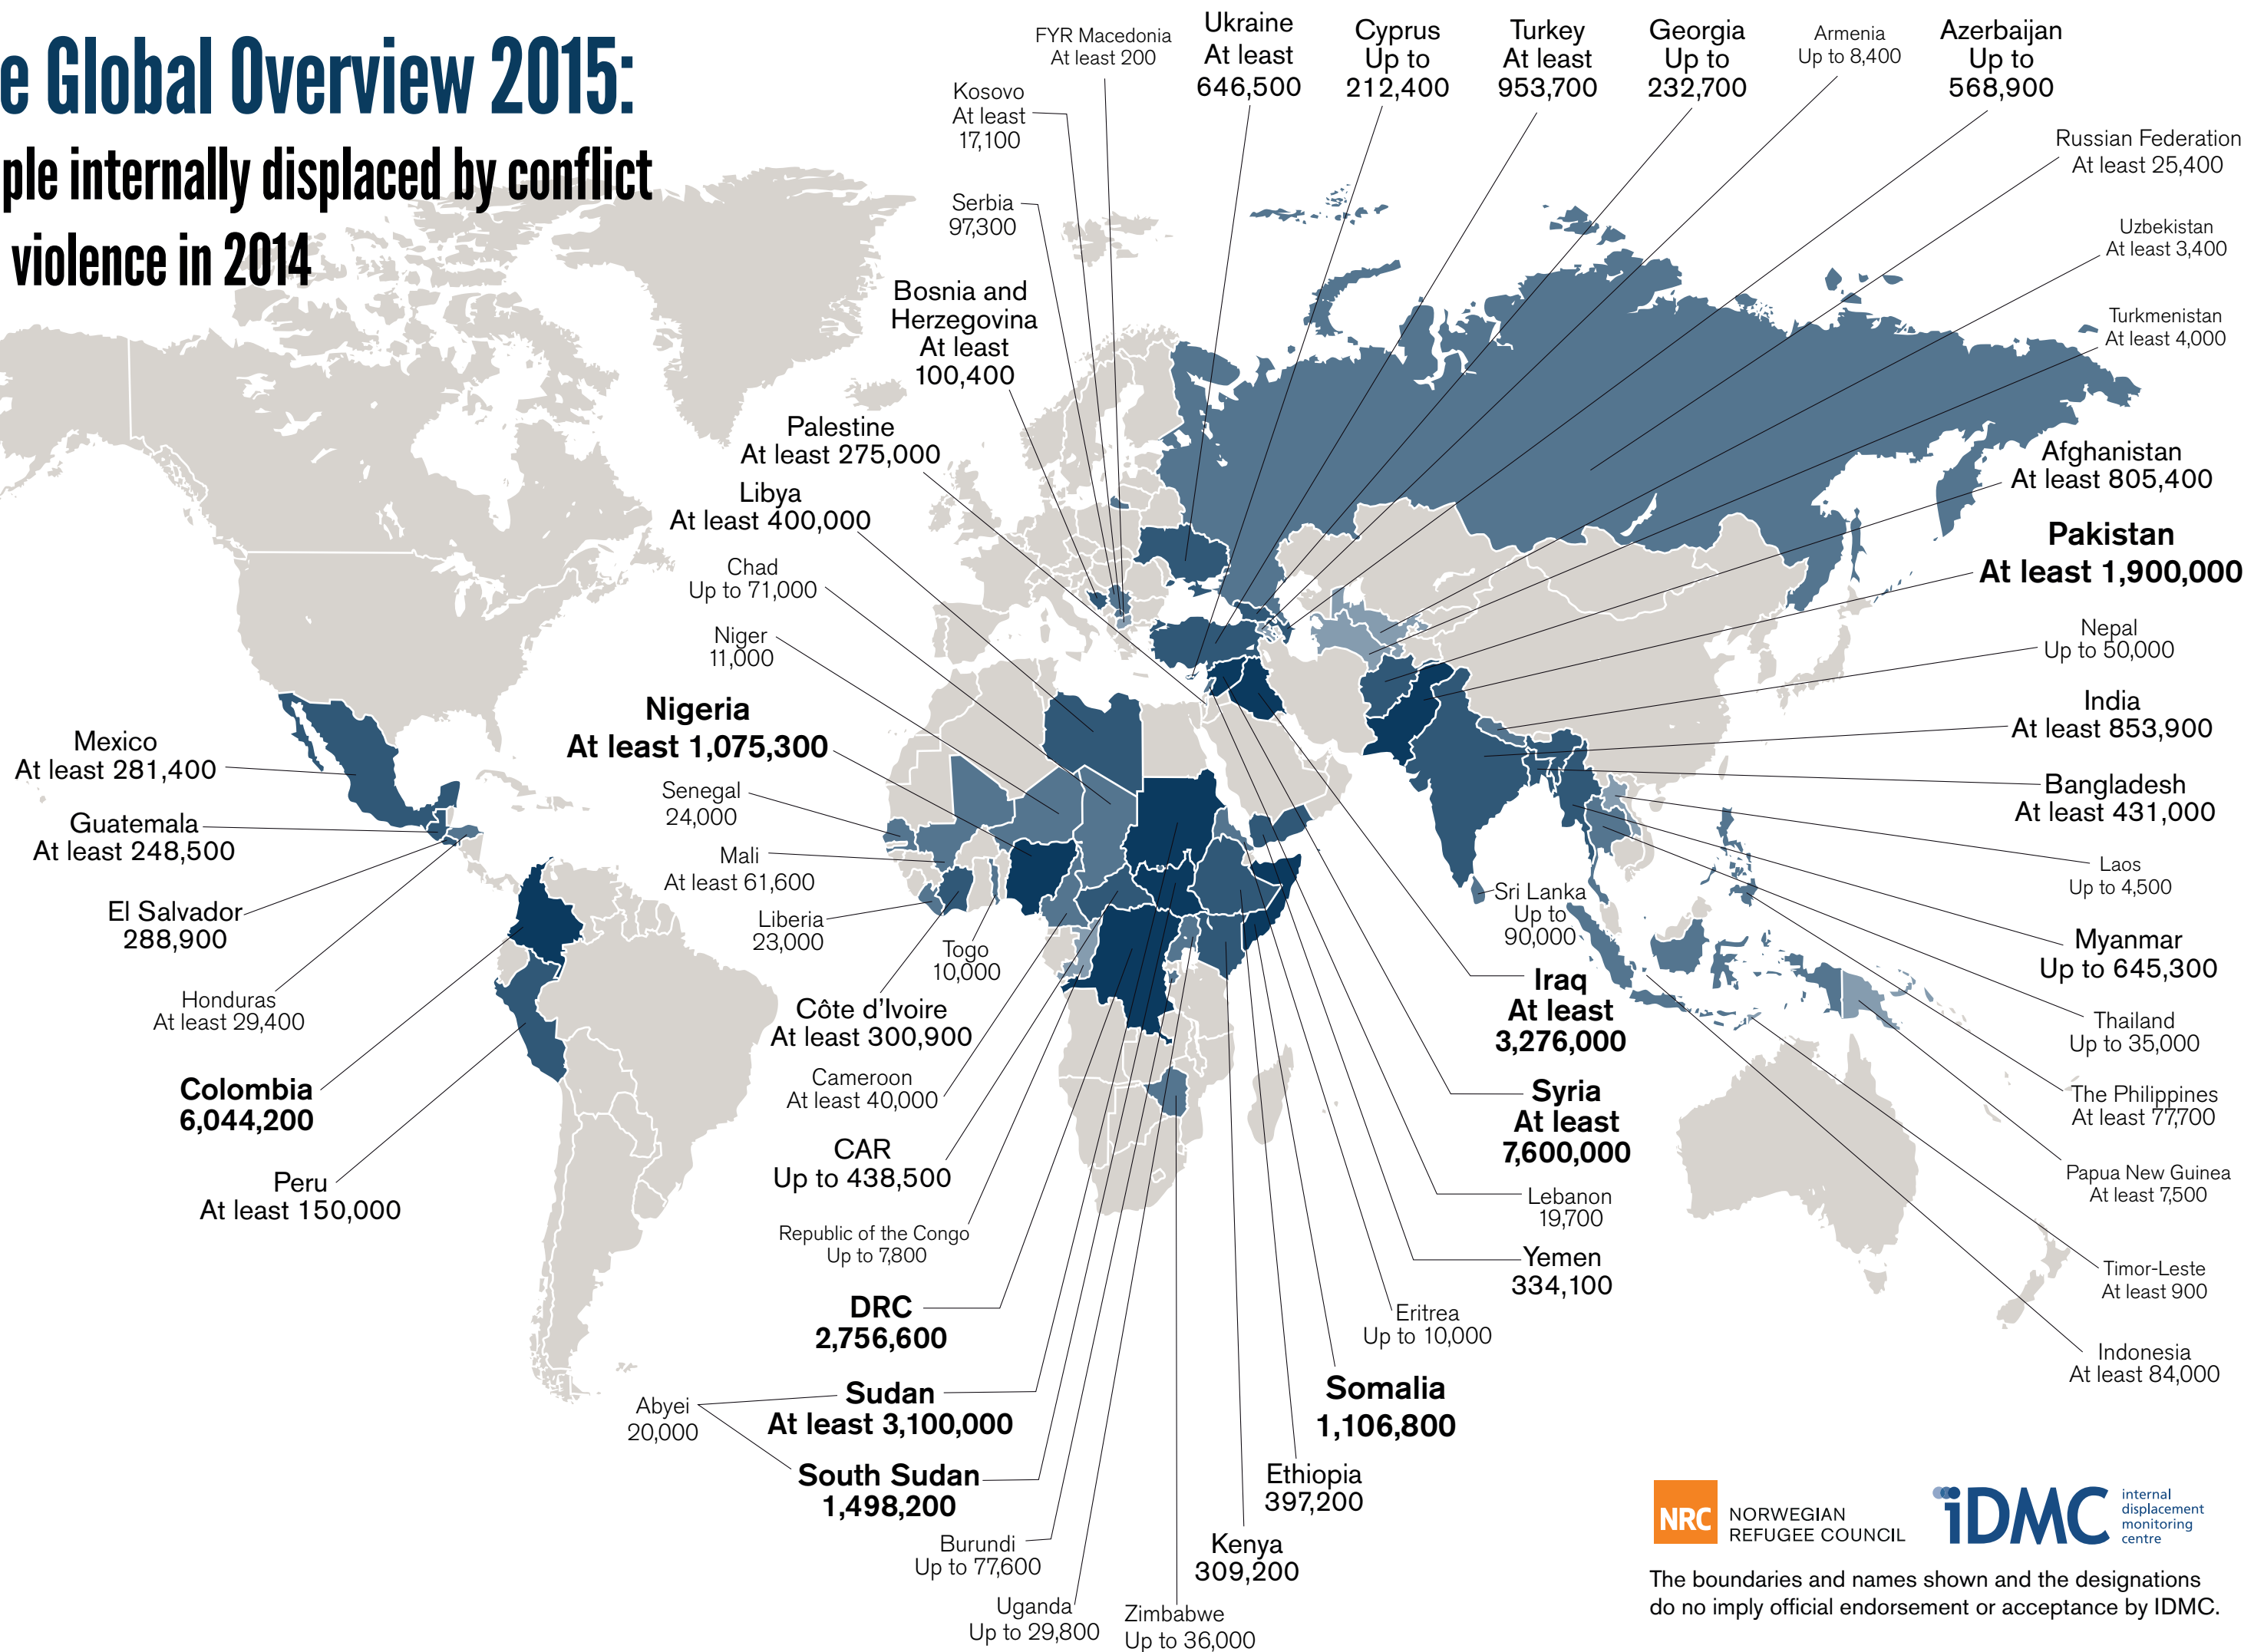 e Global Overview 2015:
ple internally displaced by conflict
violence in 2014
FYR Macedonia
At least 200
Ukraine
At least
646,500
Cyprus
Up to
212,400
Turkey
At least
953,700
Georgia
Up to
232,700
Armenia
Up to 8,400
Azerbaijan
Up to
568,900
Kosovo
At least
17,100
Russian Federation
At least 25,400
Serbia
97,300
Uzbekistan
At least 3,400
Bosnia and
Herzegovina
At least
100,400
Turkmenistan
At least 4,000
Palestine
At least 275,000
Afghanistan
At least 805,400
Libya
At least 400,000
Pakistan
At least 1,900,000
Chad
Up to 71,000
Niger
11,000
Nepal
Up to 50,000
Nigeria
At least 1,075,300
India
At least 853,900
Mexico
At least 281,400
Senegal
24,000
Bangladesh
At least 431,000
Guatemala
At least 248,500
Mali
At least 61,600
Laos
Up to 4,500
El Salvador
288,900
Liberia
23,000
Togo
10,000
Sri Lanka
Up to
90,000
Myanmar
Up to 645,300
Honduras
At least 29,400
Côte d'Ivoire
At least 300,900
Iraq
At least
3,276,000
Thailand
Up to 35,000
Colombia
6,044,200
Cameroon
At least 40,000
Syria
At least
7,600,000
The Philippines
At least 77,700
Peru
At least 150,000
CAR
Up to 438,500
Lebanon
19,700
Papua New Guinea
At least 7,500
Republic of the Congo
Up to 7,800
Yemen
334,100
Timor-Leste
At least 900
DRC
2,756,600
Eritrea
Up to 10,000
Indonesia
At least 84,000
Abyei
20,000
Sudan
At least 3,100,000
Somalia
1,106,800
South Sudan
1,498,200
Ethiopia
397,200
Burundi
Up to 77,600
Kenya
309,200
Uganda
Up to 29,800
Zimbabwe
Up to 36,000
NRC
NORWEGIAN
REFUGEE COUNCIL
iDMC
internal
displacement
monitoring
centre
The boundaries and names shown and the designations
do no imply official endorsement or acceptance by IDMC.